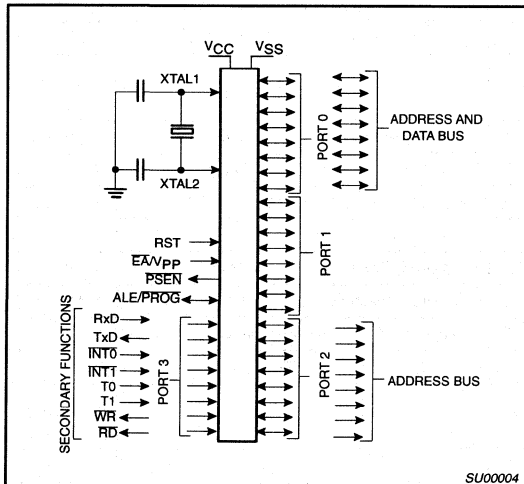 VCC VSS
XTAL1
XTAL2
PORT 0
ADDRESS AND
DATA BUS
PORT 1
RST
EA/VPP
PSEN
ALE/PROG
SECONDARY FUNCTIONS
RxD
TxD
INT0
INT1
T0
T1
WR
RD
PORT 3
PORT 2
ADDRESS BUS
SU00004